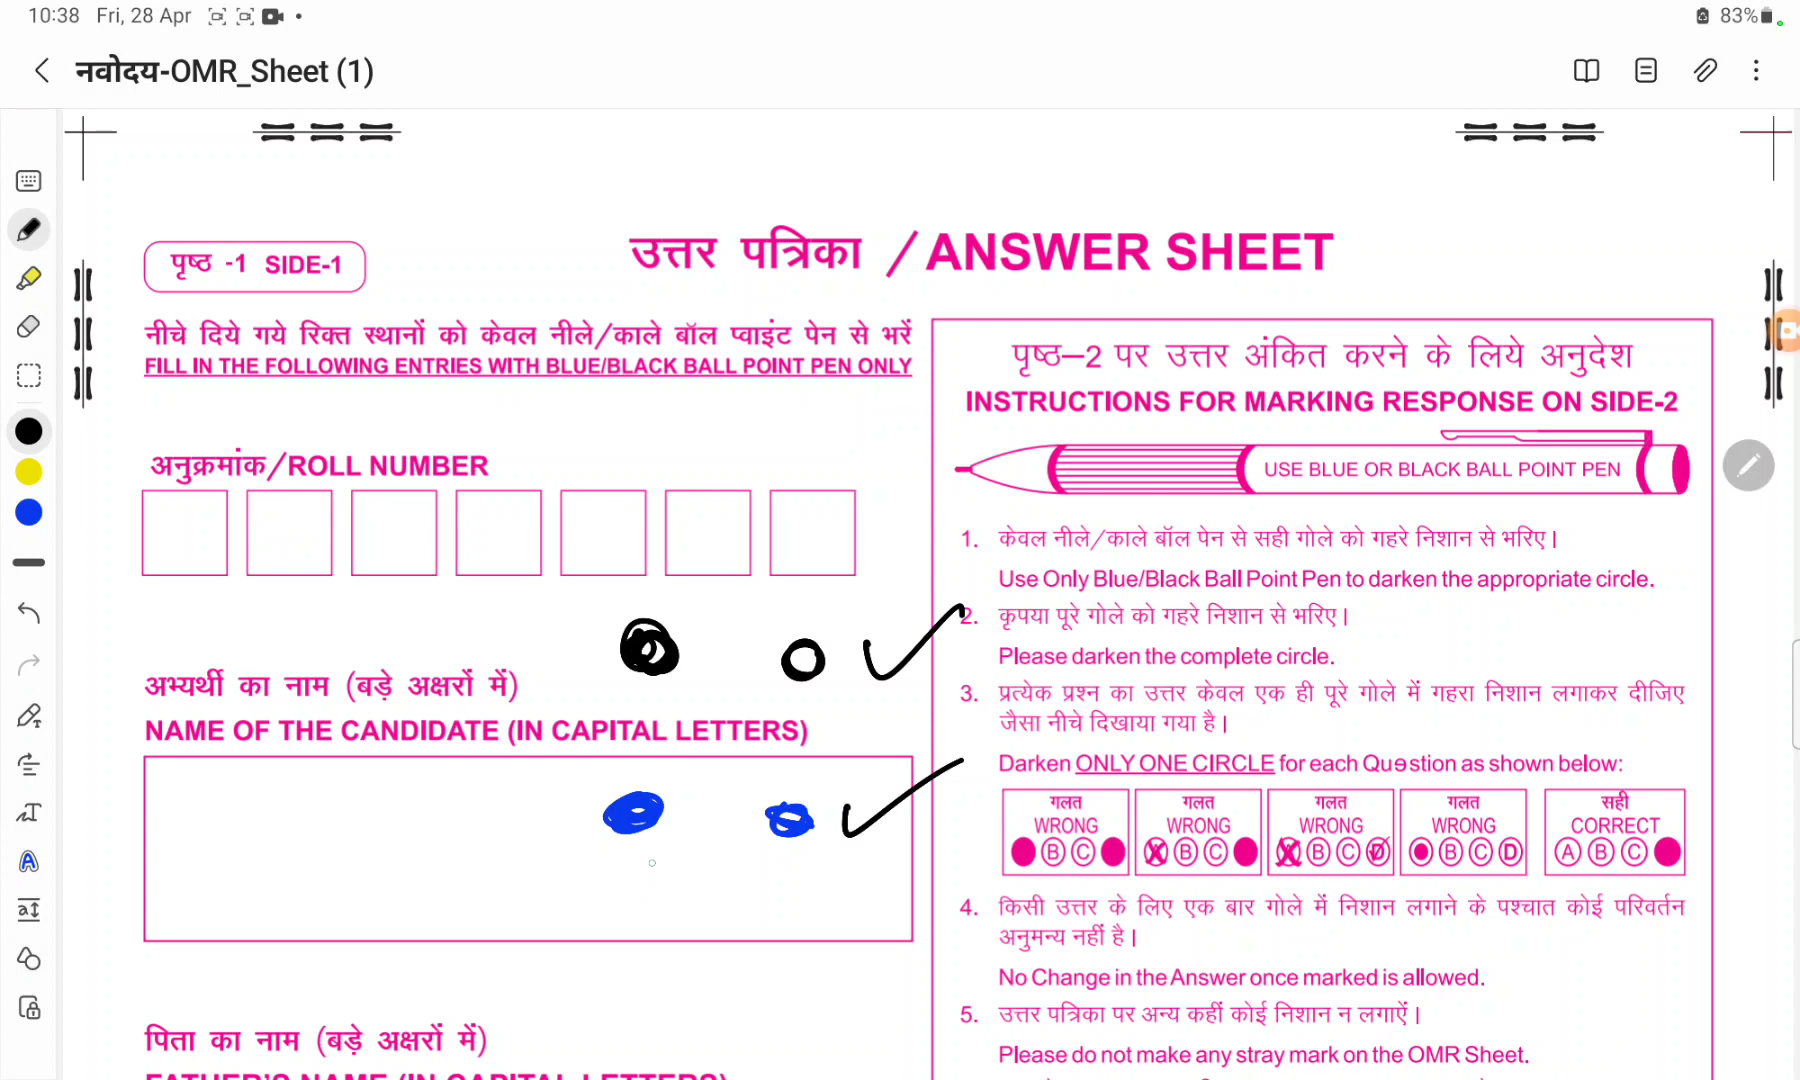 10:38 Fri, 28 Apr
83%
नवोदय-OMR_Sheet (1)
पृष्ठ -1 SIDE-1
उत्तर पत्रिका / ANSWER SHEET
नीचे दिये गये रिक्त स्थानों को केवल नीले/काले बॉल प्वाइंट पेन से भरें
FILL IN THE FOLLOWING ENTRIES WITH BLUE/BLACK BALL POINT PEN ONLY
अनुक्रमांक/ROLL NUMBER
अभ्यर्थी का नाम (बड़े अक्षरों में)
NAME OF THE CANDIDATE (IN CAPITAL LETTERS)
पिता का नाम (बड़े अक्षरों में)
FATHER'S NAME (IN CAPITAL LETTERS)
पृष्ठ–2 पर उत्तर अंकित करने के लिये अनुदेश
INSTRUCTIONS FOR MARKING RESPONSE ON SIDE-2
USE BLUE OR BLACK BALL POINT PEN
1. केवल नीले/काले बॉल पेन से सही गोले को गहरे निशान से भरिए।
Use Only Blue/Black Ball Point Pen to darken the appropriate circle.
2. कृपया पूरे गोले को गहरे निशान से भरिए।
Please darken the complete circle.
3. प्रत्येक प्रश्न का उत्तर केवल एक ही पूरे गोले में गहरा निशान लगाकर दीजिए
जैसा नीचे दिखाया गया है।
Darken ONLY ONE CIRCLE for each Question as shown below:
गलत गलत गलत गलत सही
WRONG WRONG WRONG WRONG CORRECT
B C A B C A B C D B C D A B C
4. किसी उत्तर के लिए एक बार गोले में निशान लगाने के पश्चात कोई परिवर्तन
अनुमन्य नहीं है।
No Change in the Answer once marked is allowed.
5. उत्तर पत्रिका पर अन्य कहीं कोई निशान न लगाऐं।
Please do not make any stray mark on the OMR Sheet.